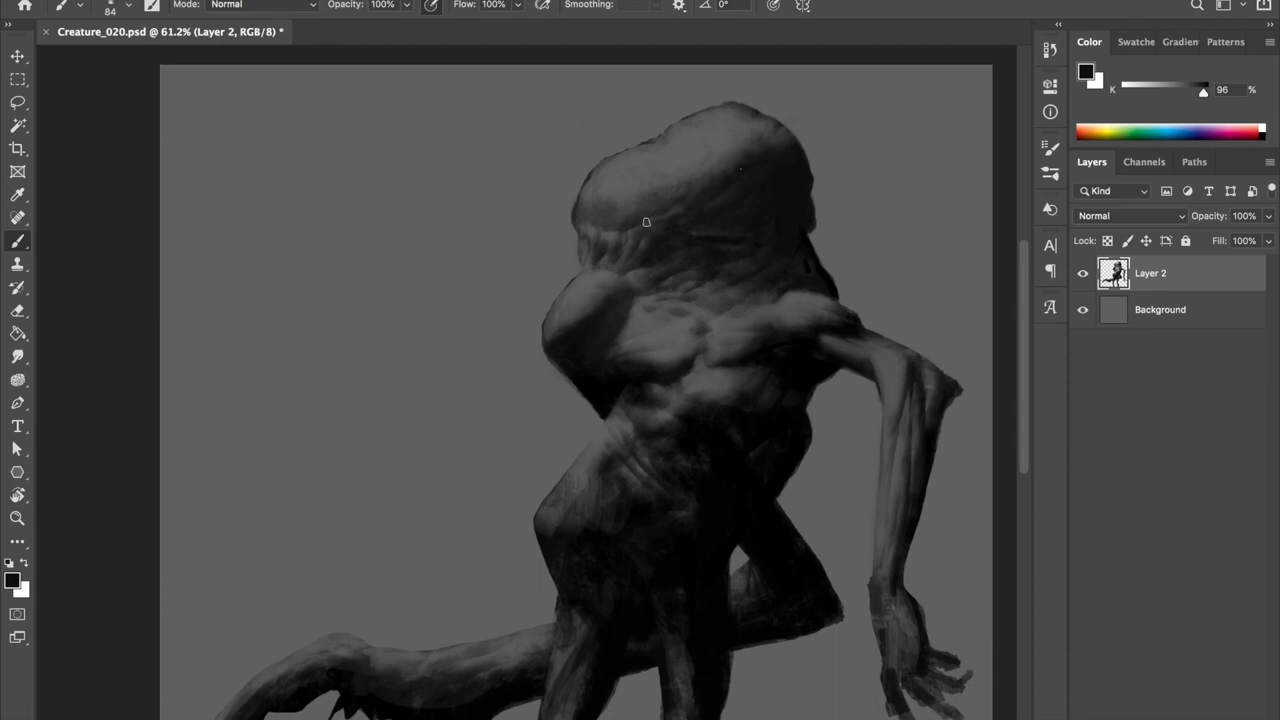 84
Mode: Normal Opacity: 100% Flow: 100% Smoothing: 0°
× Creature_020.psd @ 61.2% (Layer 2, RGB/8) *
Color Swatche Gradien Patterns
K 96 %
Layers Channels Paths
Kind
Normal Opacity: 100%
Lock: Fill: 100%
Layer 2
Background